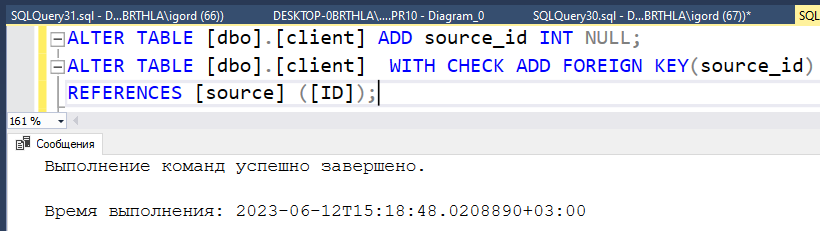 SQLQuery31.sql - D...BRTHLA\igord (66))
DESKTOP-0BRTHLA\....PR10 - Diagram_0
SQLQuery30.sql - D...BRTHLA\igord (67))*
SQL
ALTER TABLE [dbo].[client] ADD source_id INT NULL;
ALTER TABLE [dbo].[client]  WITH CHECK ADD FOREIGN KEY(source_id)
REFERENCES [source] ([ID]);
161 %
Сообщения
Выполнение команд успешно завершено.
Время выполнения: 2023-06-12T15:18:48.0208890+03:00